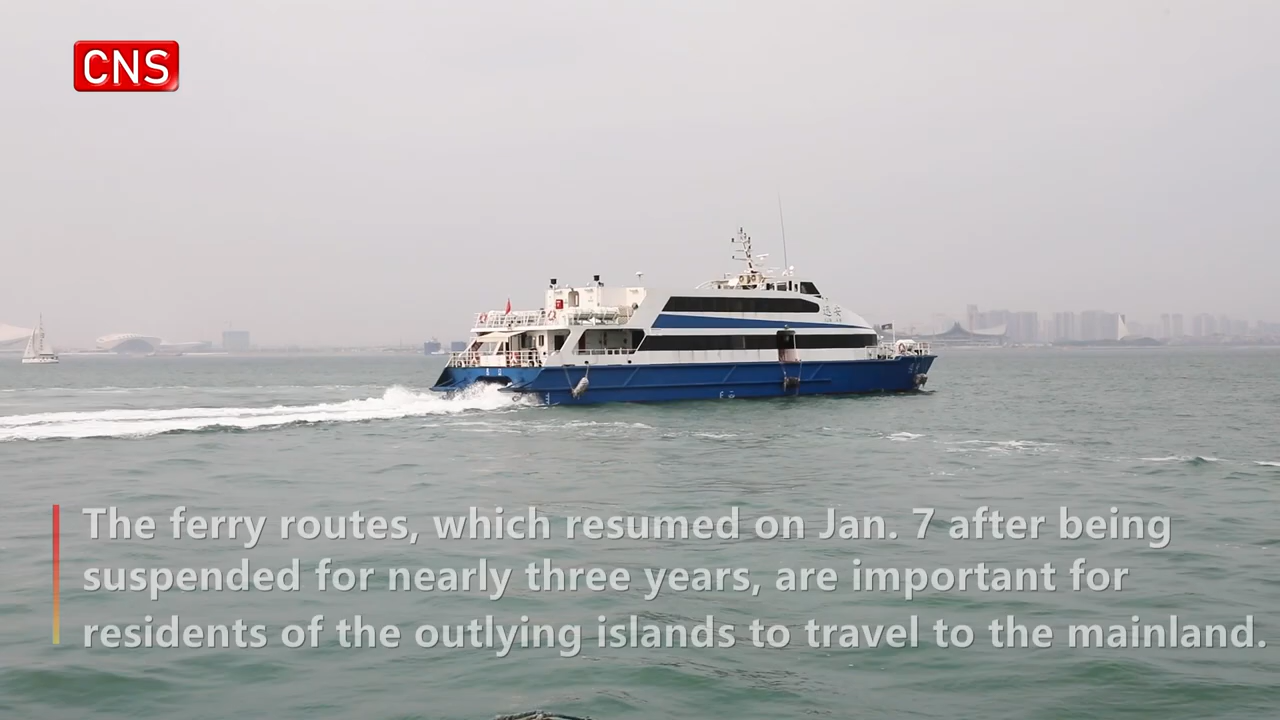 CNS
The ferry routes, which resumed on Jan. 7 after being
suspended for nearly three years, are important for
residents of the outlying islands to travel to the mainland.